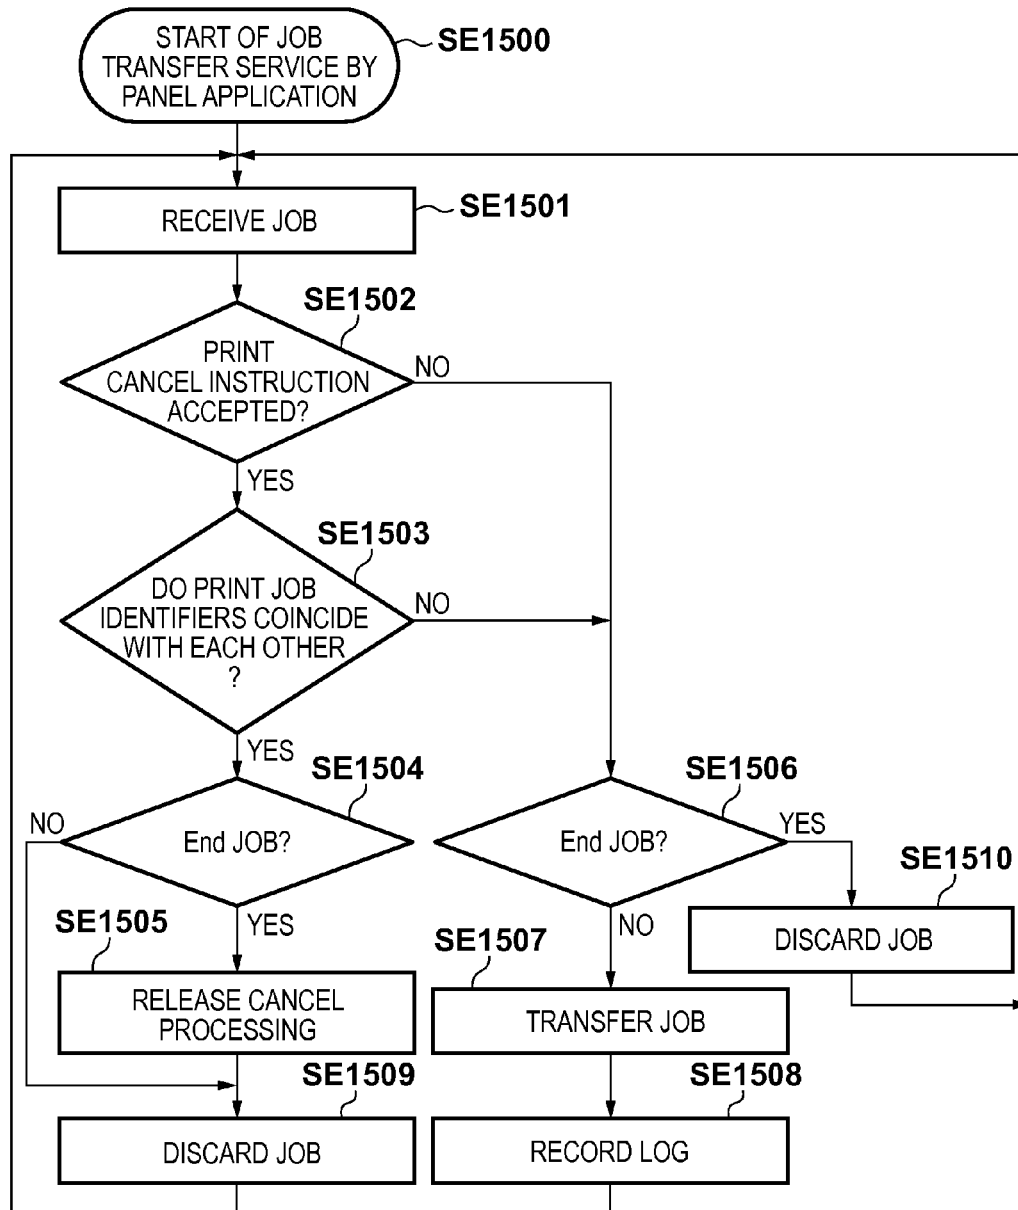 START OF JOB
TRANSFER SERVICE BY
PANEL APPLICATION
SE1500
RECEIVE JOB
SE1501
SE1502
PRINT
CANCEL INSTRUCTION
ACCEPTED?
NO
YES
SE1503
DO PRINT JOB
IDENTIFIERS COINCIDE
WITH EACH OTHER
?
NO
YES
SE1504
End JOB?
NO
YES
SE1506
End JOB?
YES
NO
SE1510
DISCARD JOB
SE1505
RELEASE CANCEL
PROCESSING
SE1507
TRANSFER JOB
SE1509
DISCARD JOB
SE1508
RECORD LOG